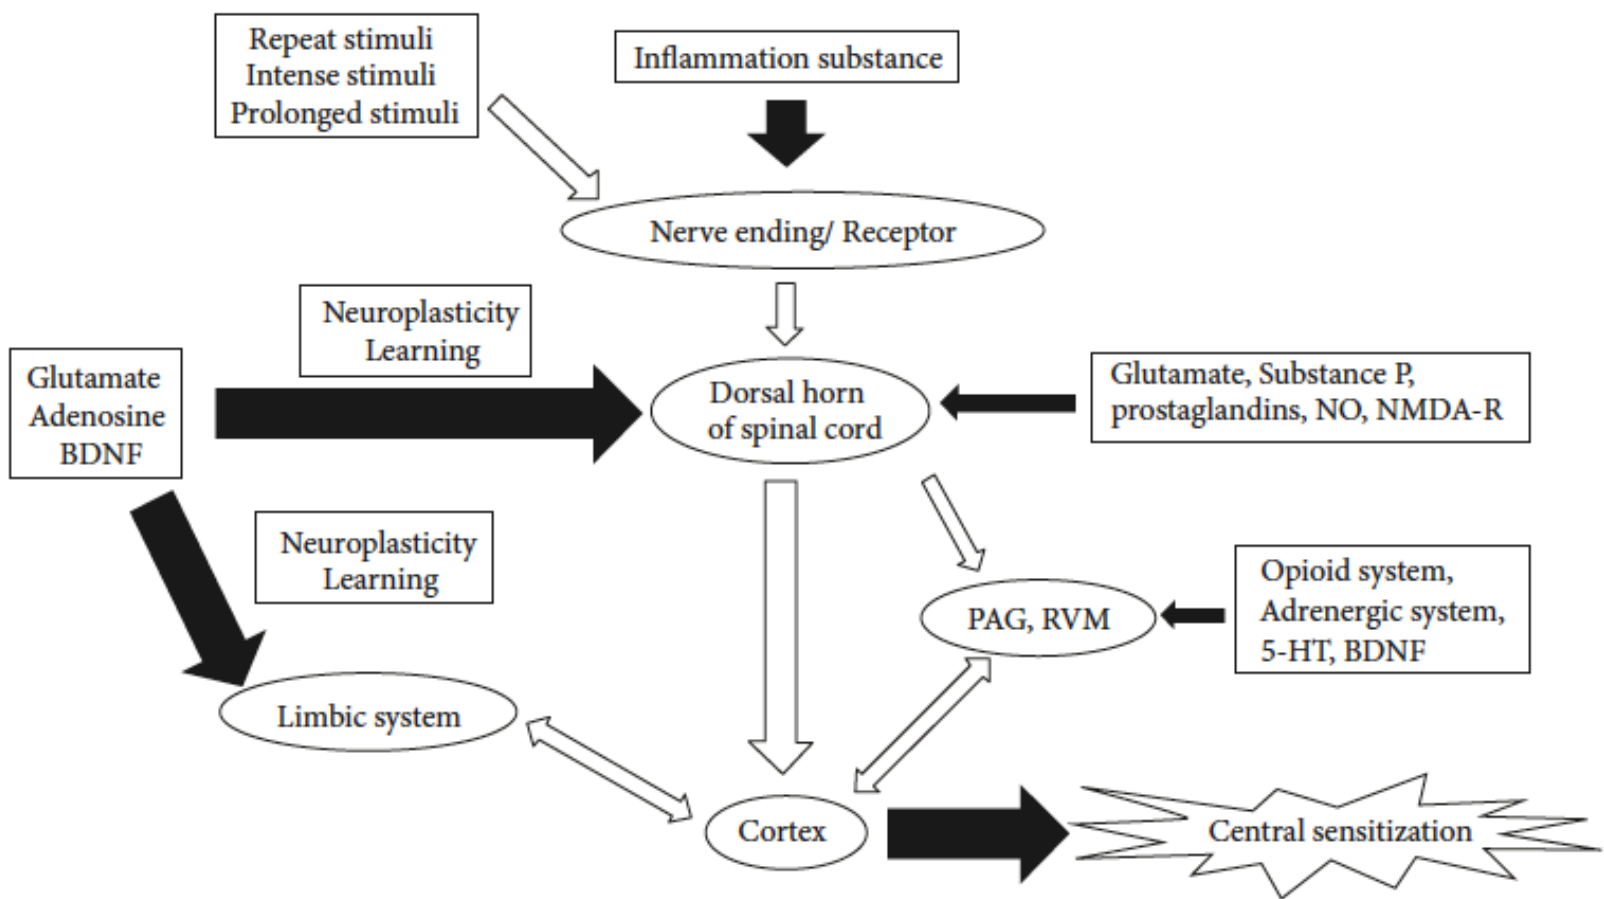 Repeat stimuli
Intense stimuli
Prolonged stimuli
Inflammation substance
Nerve ending/ Receptor
Neuroplasticity
Learning
Glutamate
Adenosine
BDNF
Dorsal horn
of spinal cord
Glutamate, Substance P,
prostaglandins, NO, NMDA-R
Neuroplasticity
Learning
Opioid system,
Adrenergic system,
5-HT, BDNF
PAG, RVM
Limbic system
Cortex
Central sensitization